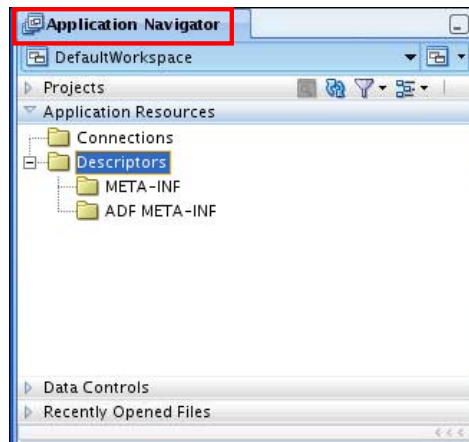 Application Navigator
DefaultWorkspace
Projects
Application Resources
Connections
Descriptors
META-INF
ADF META-INF
Data Controls
Recently Opened Files